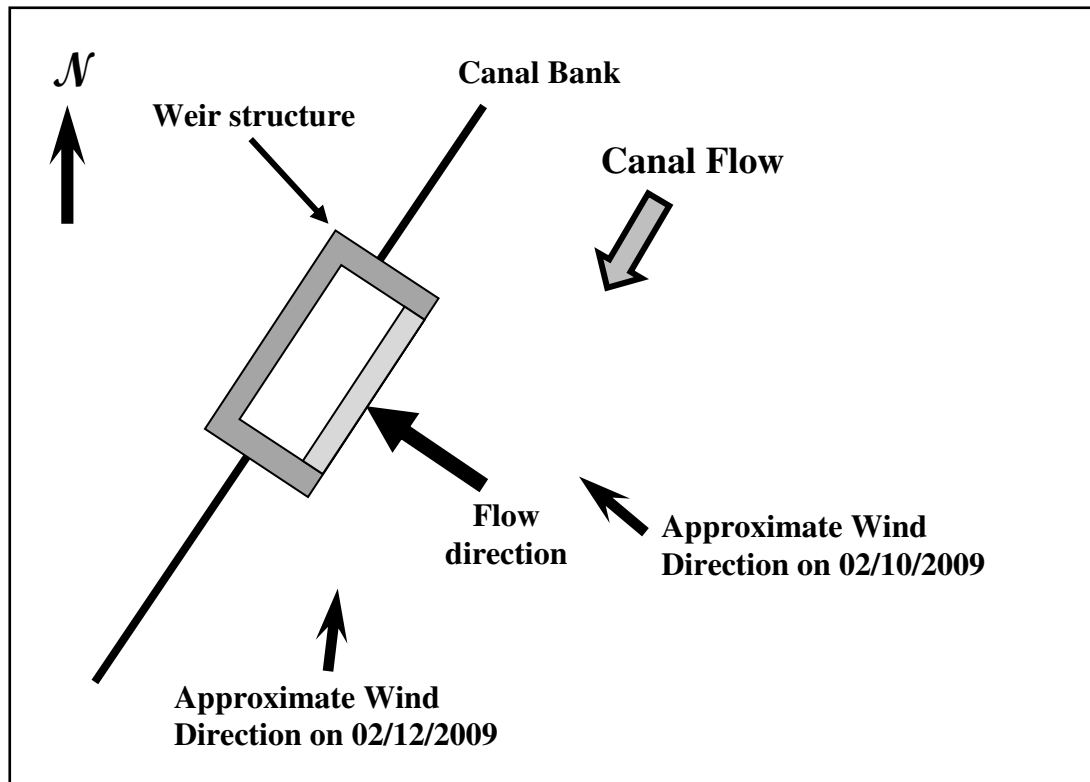 N
Canal Bank
Weir structure
Canal Flow
Flow
direction
Approximate Wind
Direction on 02/10/2009
Approximate Wind
Direction on 02/12/2009